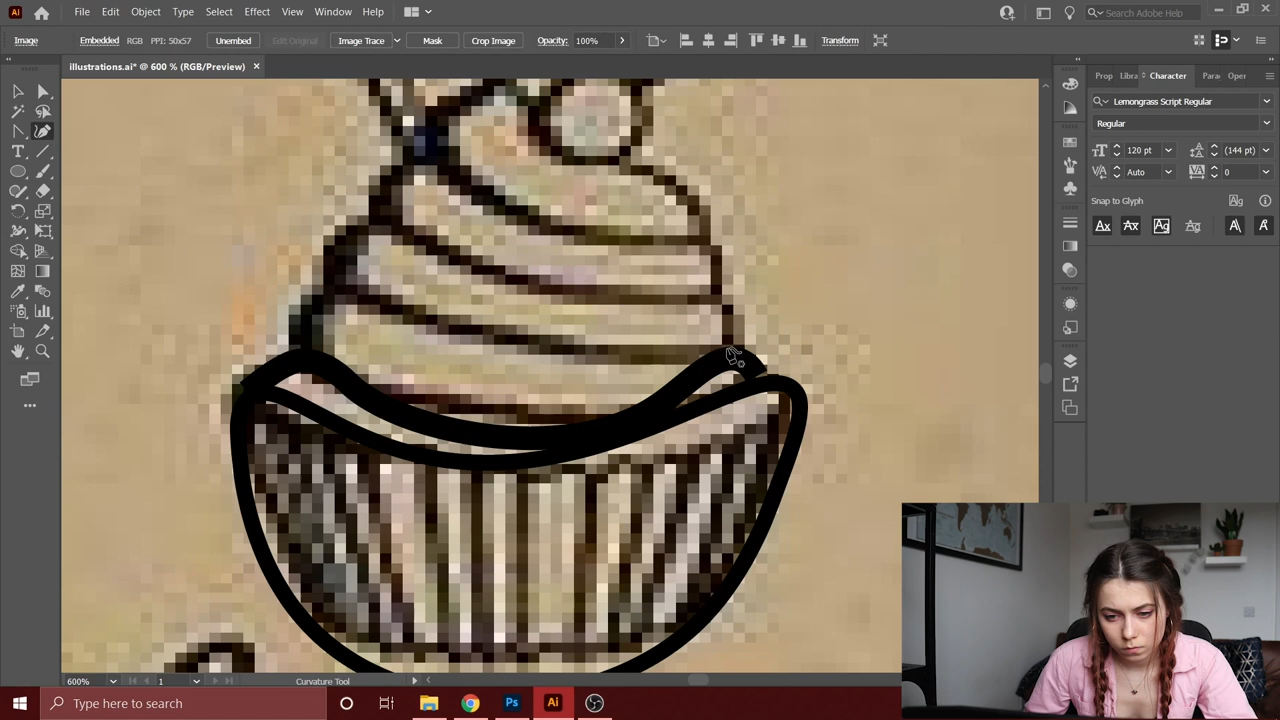 Ai File Edit Object Type Select Effect View Window Help Search Adobe Help
Image Embedded RGB PPI: 50x57 Unembed Edit Original Image Trace Mask Crop Image Opacity: 100% Transform
illustrations.ai* @ 600 % (RGB/Preview)
Prop Libra Character Para Oper
Lemongrass Script Regular
Regular
120 pt (144 pt)
Auto 0
Snap to Glyph
600% 1 Curvature Tool
Type here to search Ps Ai